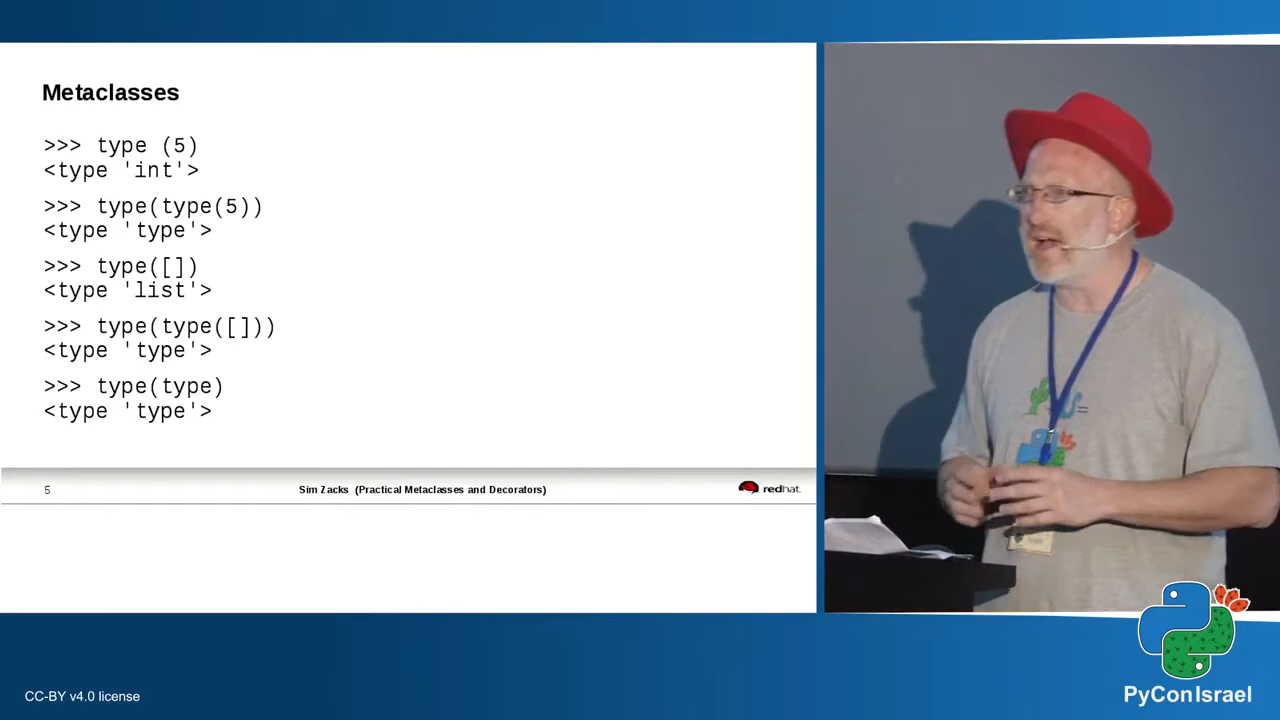 Metaclasses
>>> type (5)
<type 'int'>
>>> type(type(5))
<type 'type'>
>>> type([])
<type 'list'>
>>> type(type([]))
<type 'type'>
>>> type(type)
<type 'type'>
5
Sim Zacks (Practical Metaclasses and Decorators)
redhat.
CC-BY v4.0 license
PyConIsrael